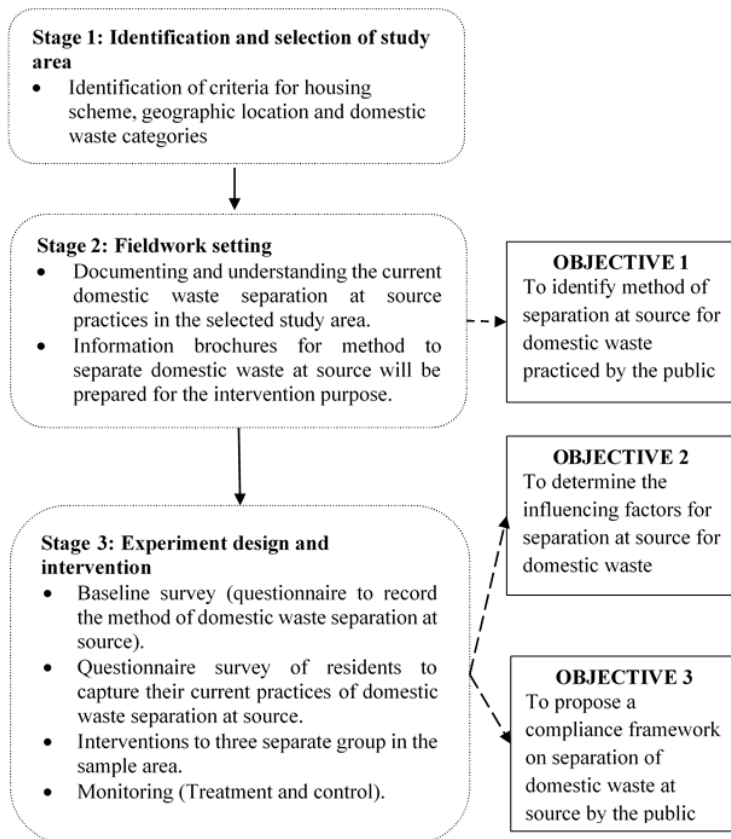 Stage 1: Identification and selection of study
area
• Identification of criteria for housing
scheme, geographic location and domestic
waste categories
Stage 2: Fieldwork setting
• Documenting and understanding the current
domestic waste separation at source
practices in the selected study area.
• Information brochures for method to
separate domestic waste at source will be
prepared for the intervention purpose.
OBJECTIVE 1
To identify method of
separation at source for
domestic waste
practiced by the public
OBJECTIVE 2
To determine the
influencing factors for
separation at source for
domestic waste
Stage 3: Experiment design and
intervention
• Baseline survey (questionnaire to record
the method of domestic waste separation at
source).
• Questionnaire survey of residents to
capture their current practices of domestic
waste separation at source.
• Interventions to three separate group in the
sample area.
• Monitoring (Treatment and control).
OBJECTIVE 3
To propose a
compliance framework
on separation of
domestic waste at
source by the public